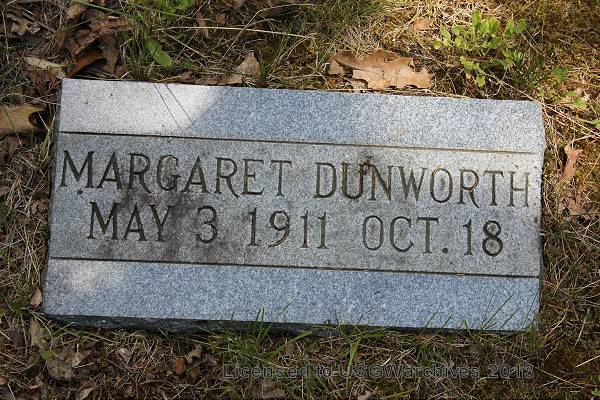 MARGARET DUNWORTH
MAY 3 1911 OCT. 18
Licensed to USGWarchives 2013